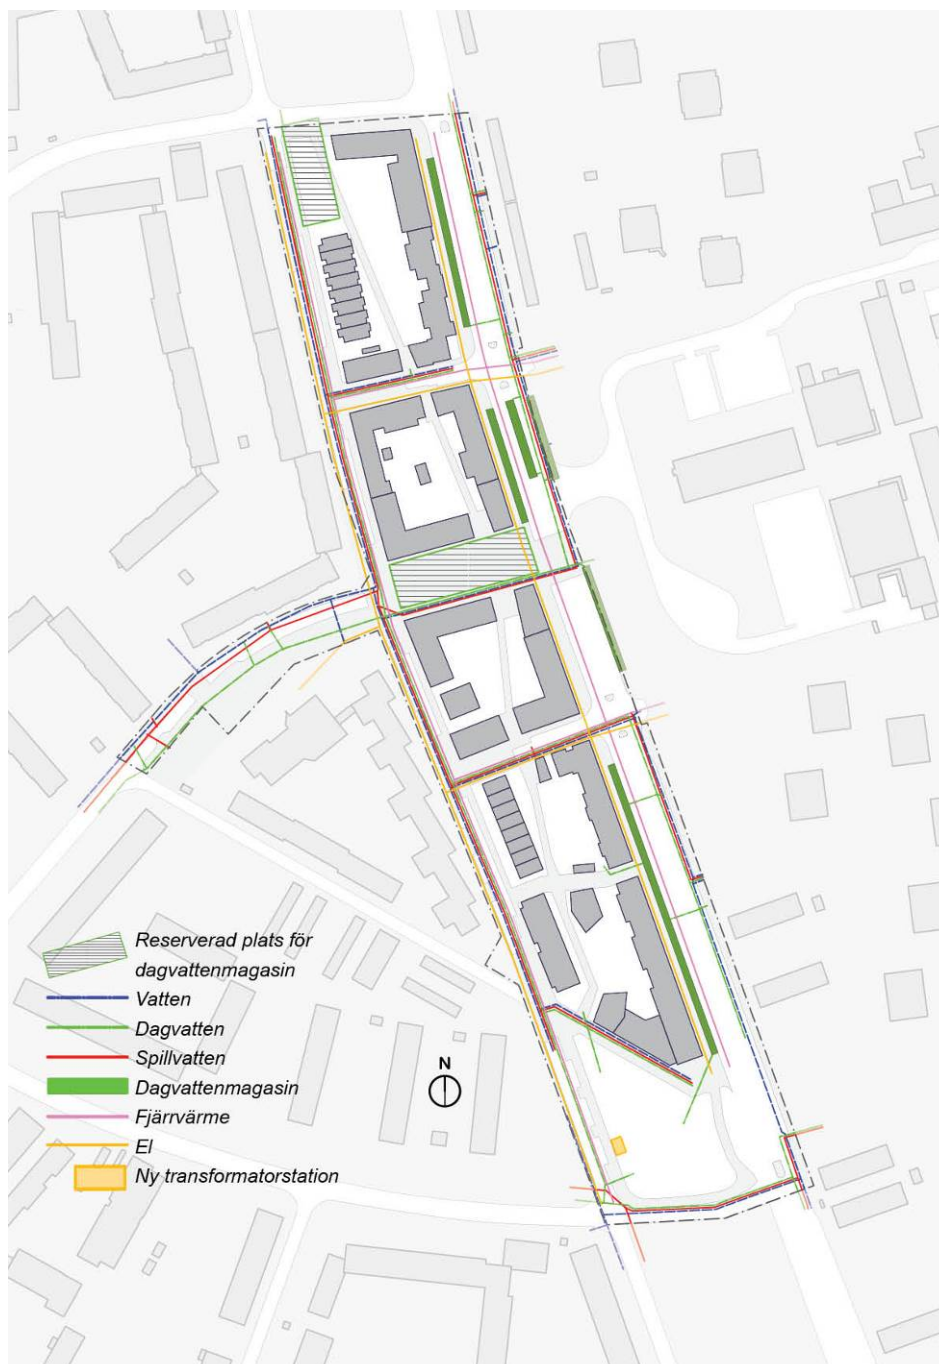 Reserverad plats för
dagvattenmagasin
Vatten
Dagvatten
Spillvatten
Dagvattenmagasin
Fjärrvärme
El
Ny transformatorstation
N